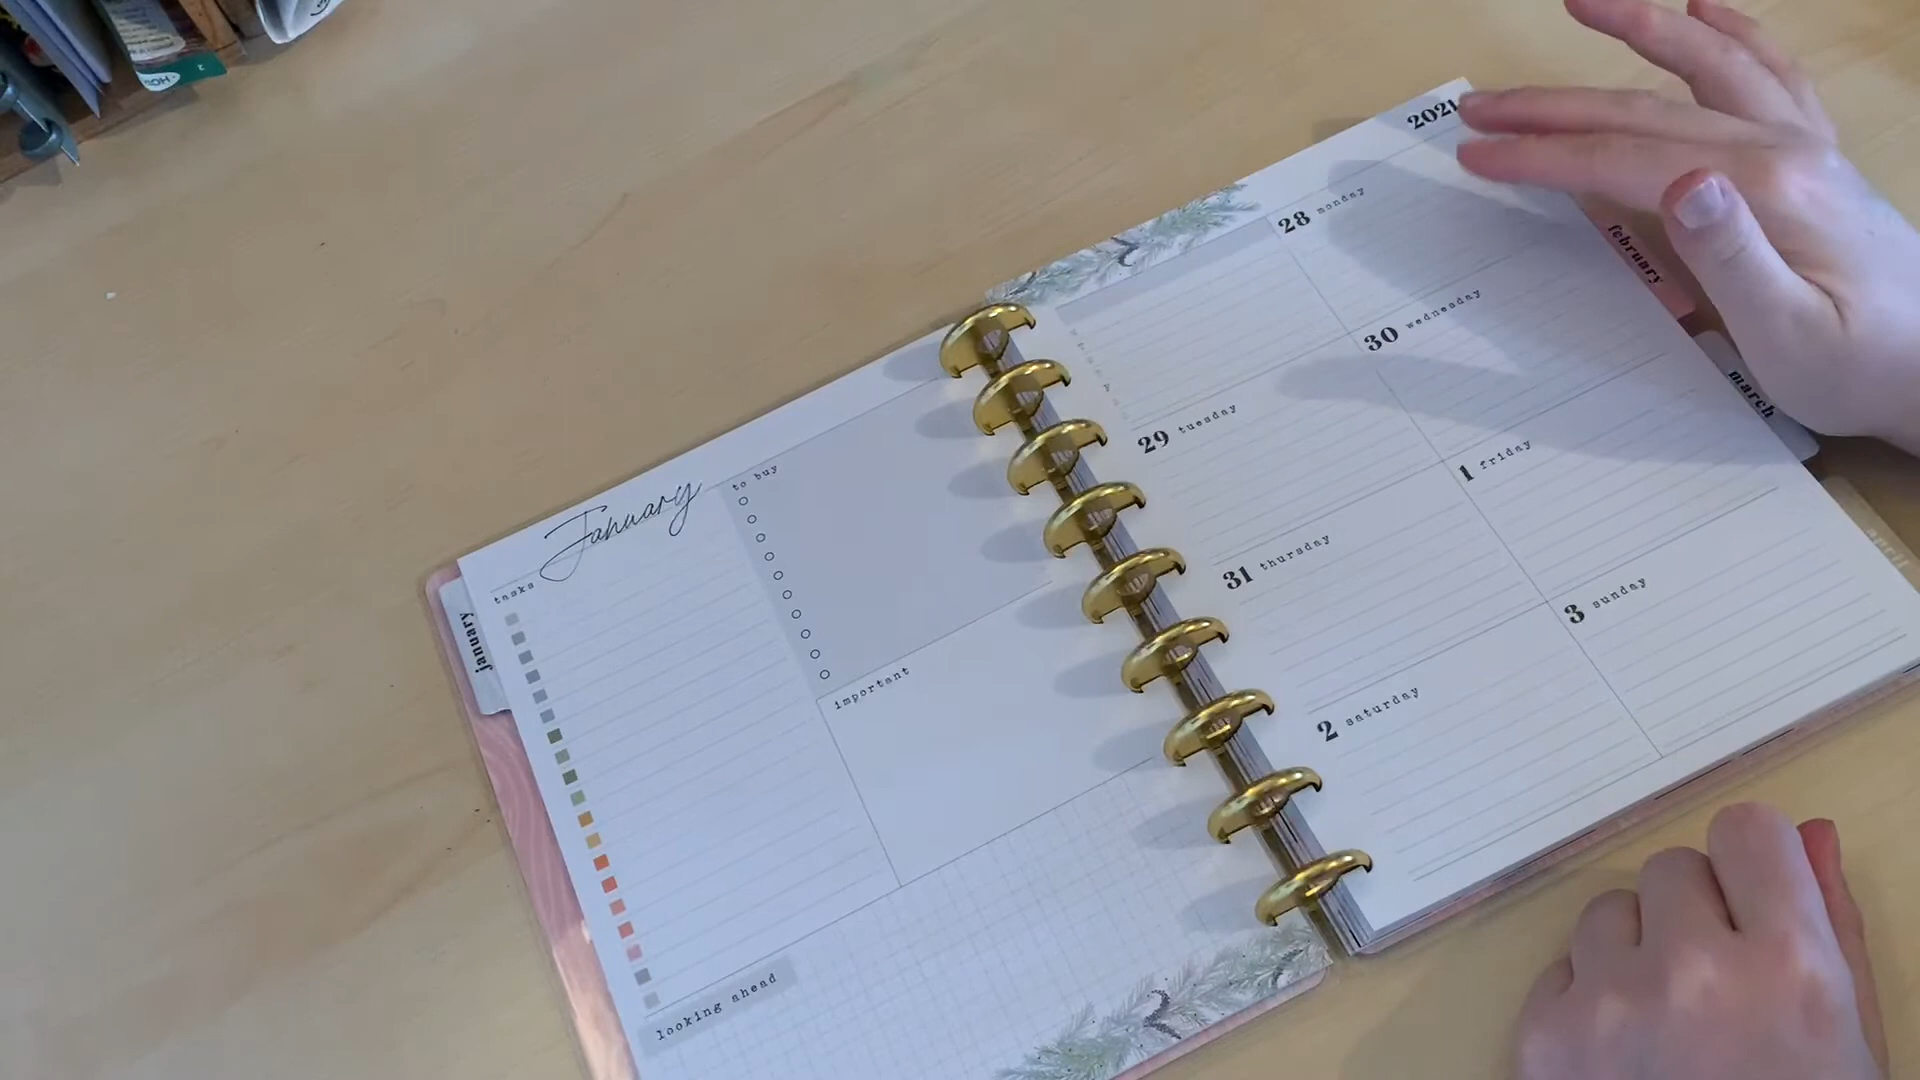 January
tasks
to buy
important
looking ahead
january
2021
28 monday
29 tuesday
30 wednesday
31 thursday
1 friday
2 saturday
3 sunday
february
march
april